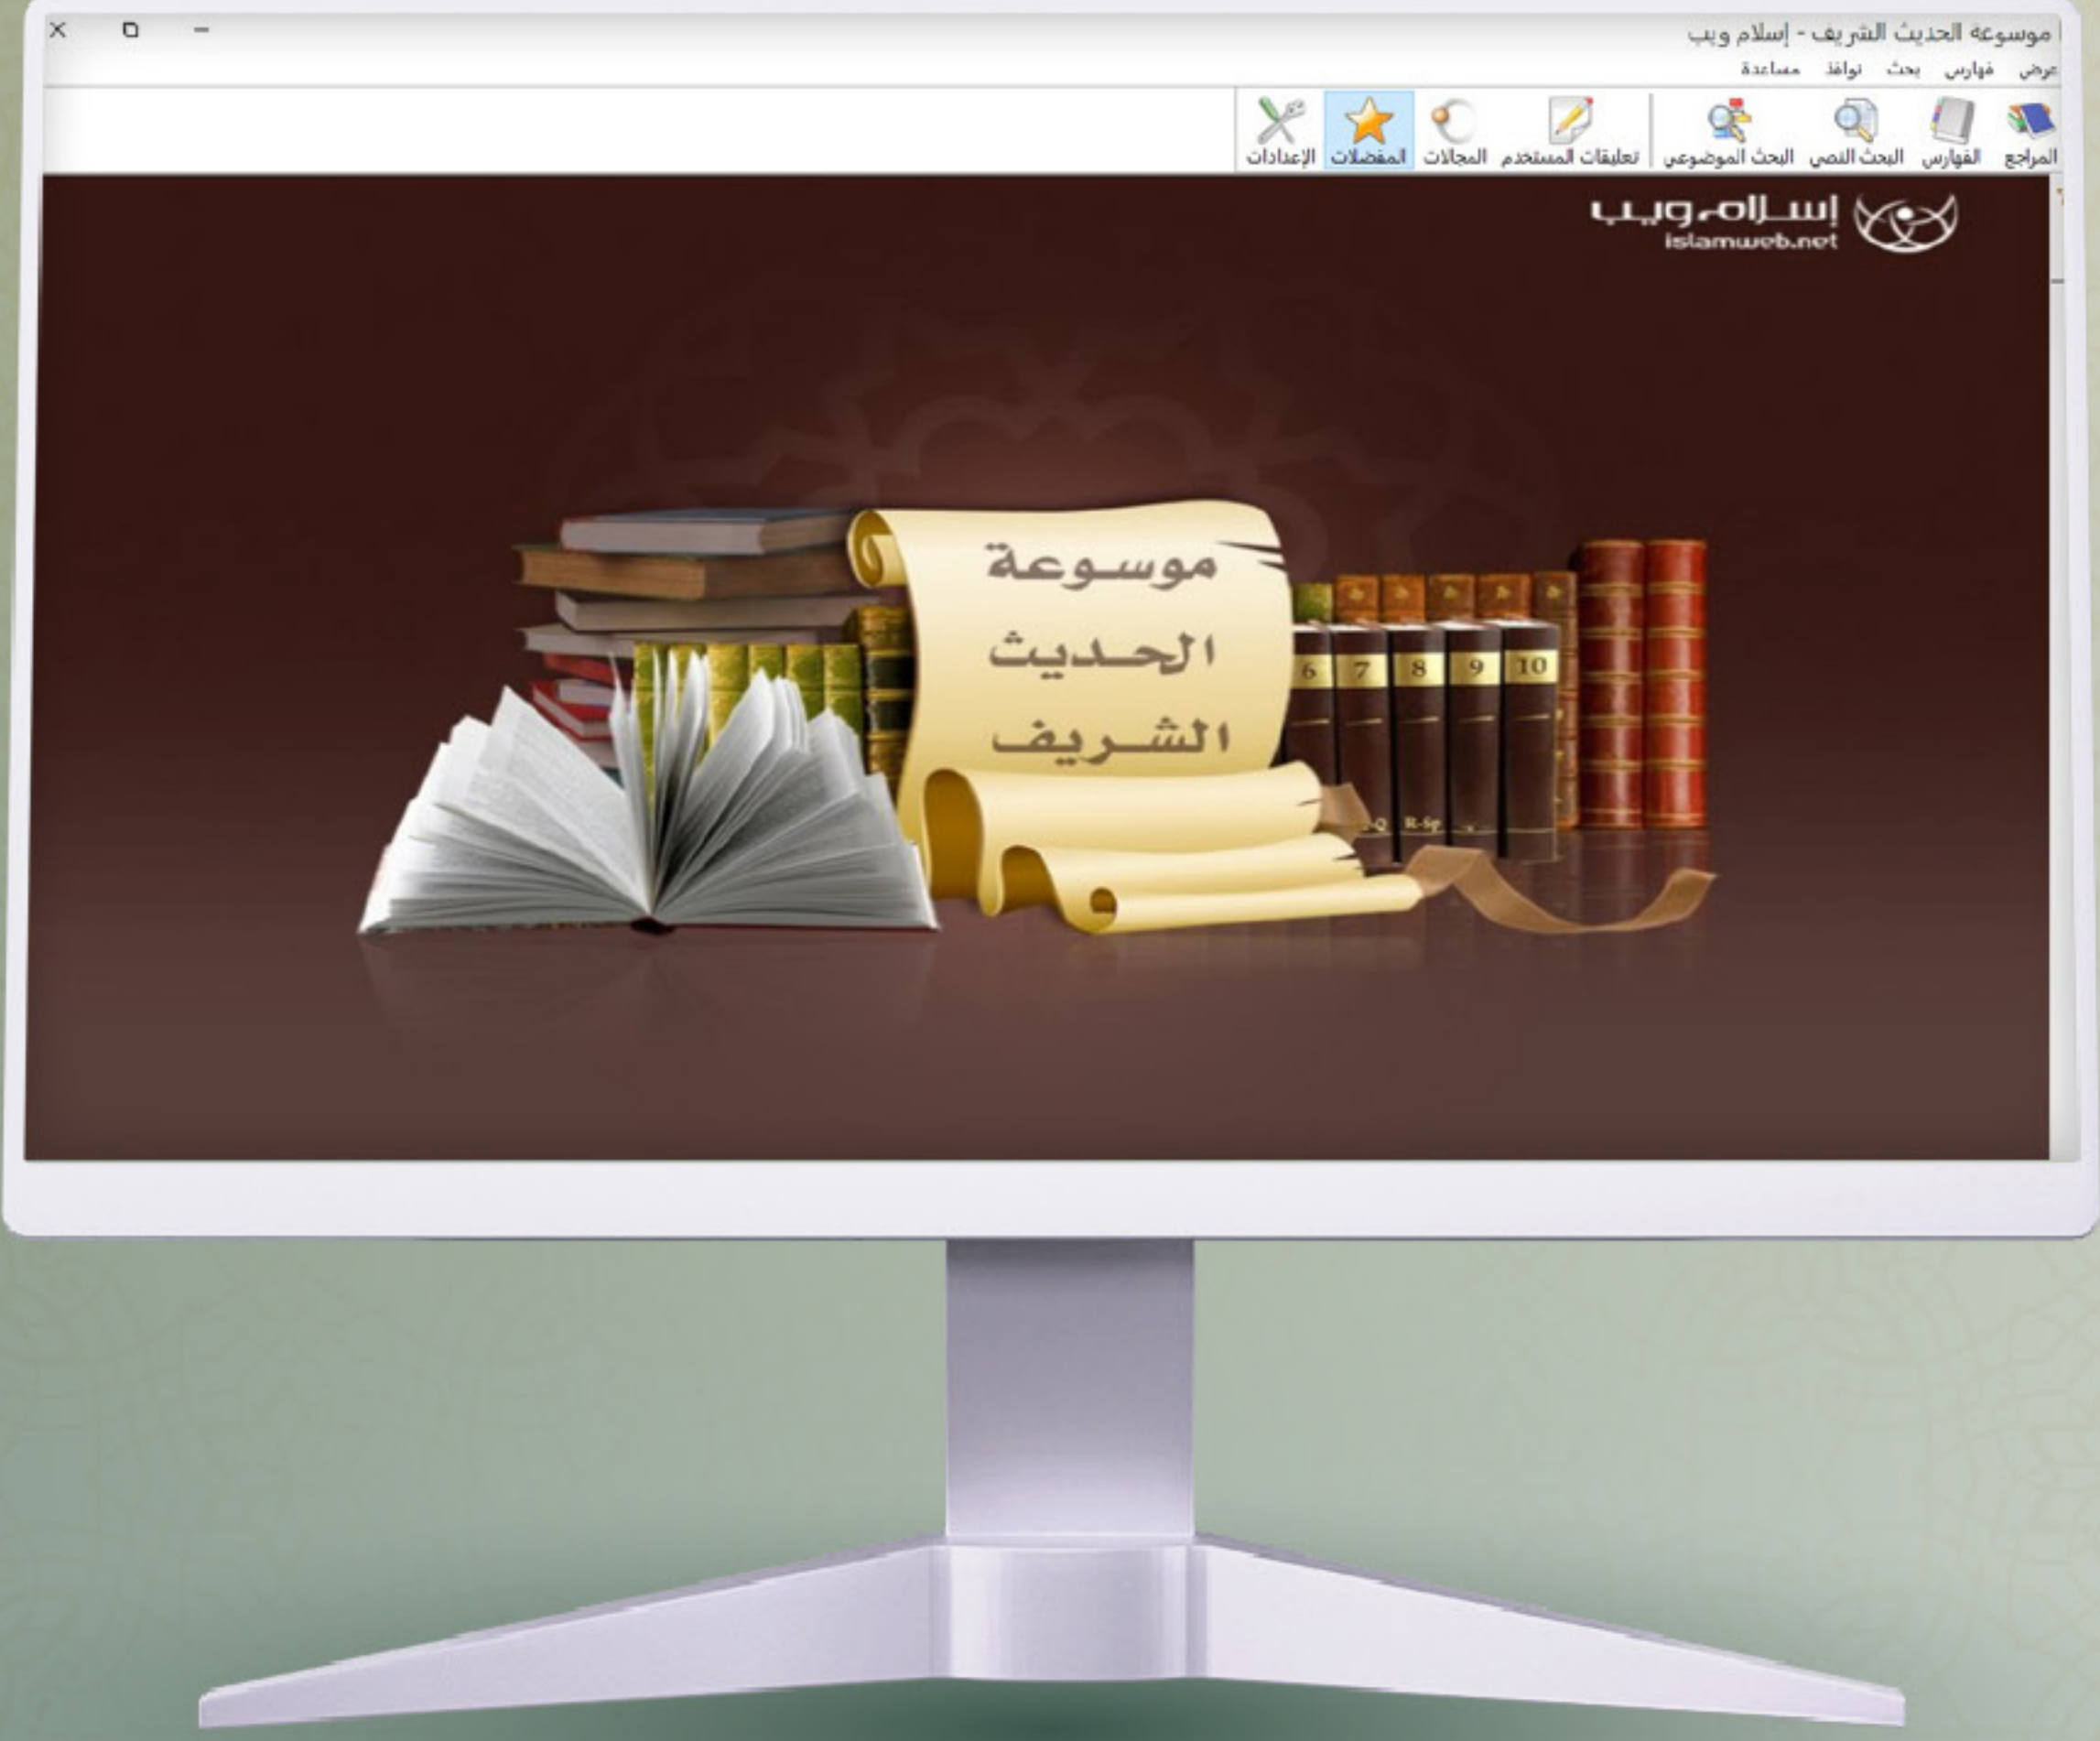 موسوعة الحديث الشريف - إسلام ويب
عرض فهارس بحث نوافذ مساعدة
المراجع الفهارس البحث النصي البحث الموضوعي تعليقات المستخدم المجالات المفضلات الإعدادات
إسلام ويب
islamweb.net
موسوعة
الحديث
الشريف
6 7 8 9 10
R-Sp